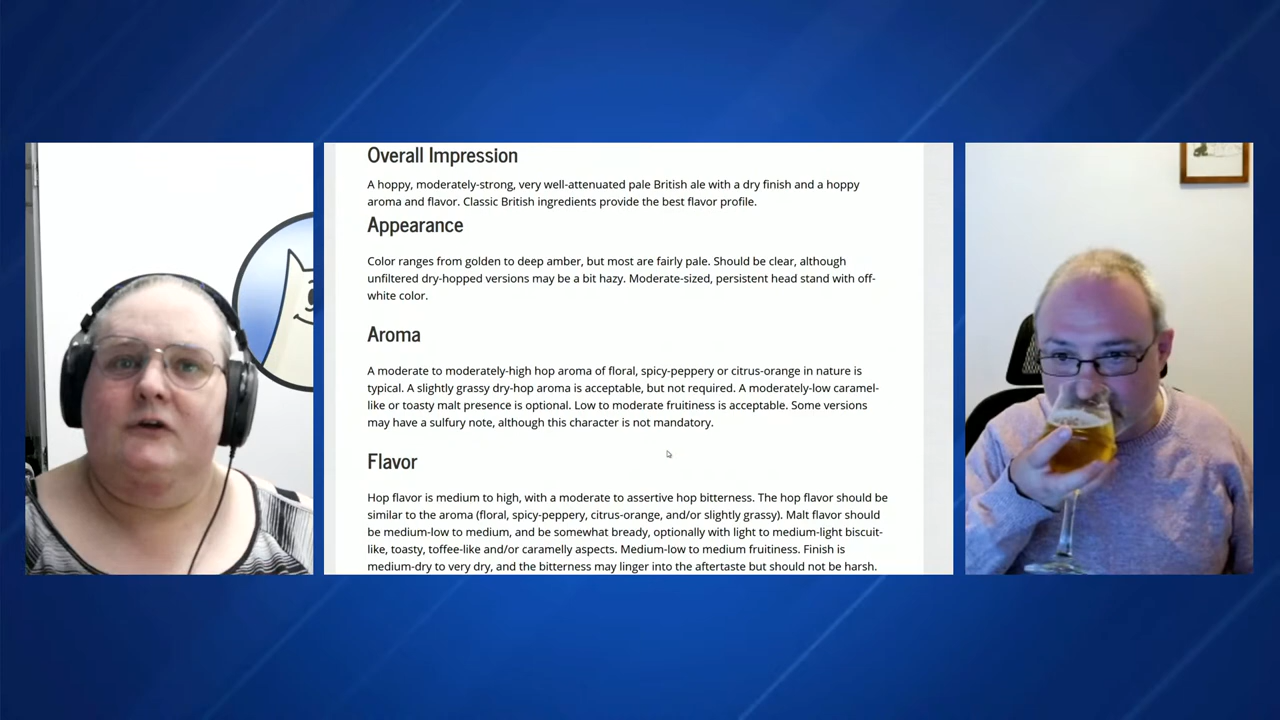 Overall Impression
A hoppy, moderately-strong, very well-attenuated pale British ale with a dry finish and a hoppy
aroma and flavor. Classic British ingredients provide the best flavor profile.
Appearance
Color ranges from golden to deep amber, but most are fairly pale. Should be clear, although
unfiltered dry-hopped versions may be a bit hazy. Moderate-sized, persistent head stand with off-
white color.
Aroma
A moderate to moderately-high hop aroma of floral, spicy-peppery or citrus-orange in nature is
typical. A slightly grassy dry-hop aroma is acceptable, but not required. A moderately-low caramel-
like or toasty malt presence is optional. Low to moderate fruitiness is acceptable. Some versions
may have a sulfury note, although this character is not mandatory.
Flavor
Hop flavor is medium to high, with a moderate to assertive hop bitterness. The hop flavor should be
similar to the aroma (floral, spicy-peppery, citrus-orange, and/or slightly grassy). Malt flavor should
be medium-low to medium, and be somewhat bready, optionally with light to medium-light biscuit-
like, toasty, toffee-like and/or caramelly aspects. Medium-low to medium fruitiness. Finish is
medium-dry to very dry, and the bitterness may linger into the aftertaste but should not be harsh.